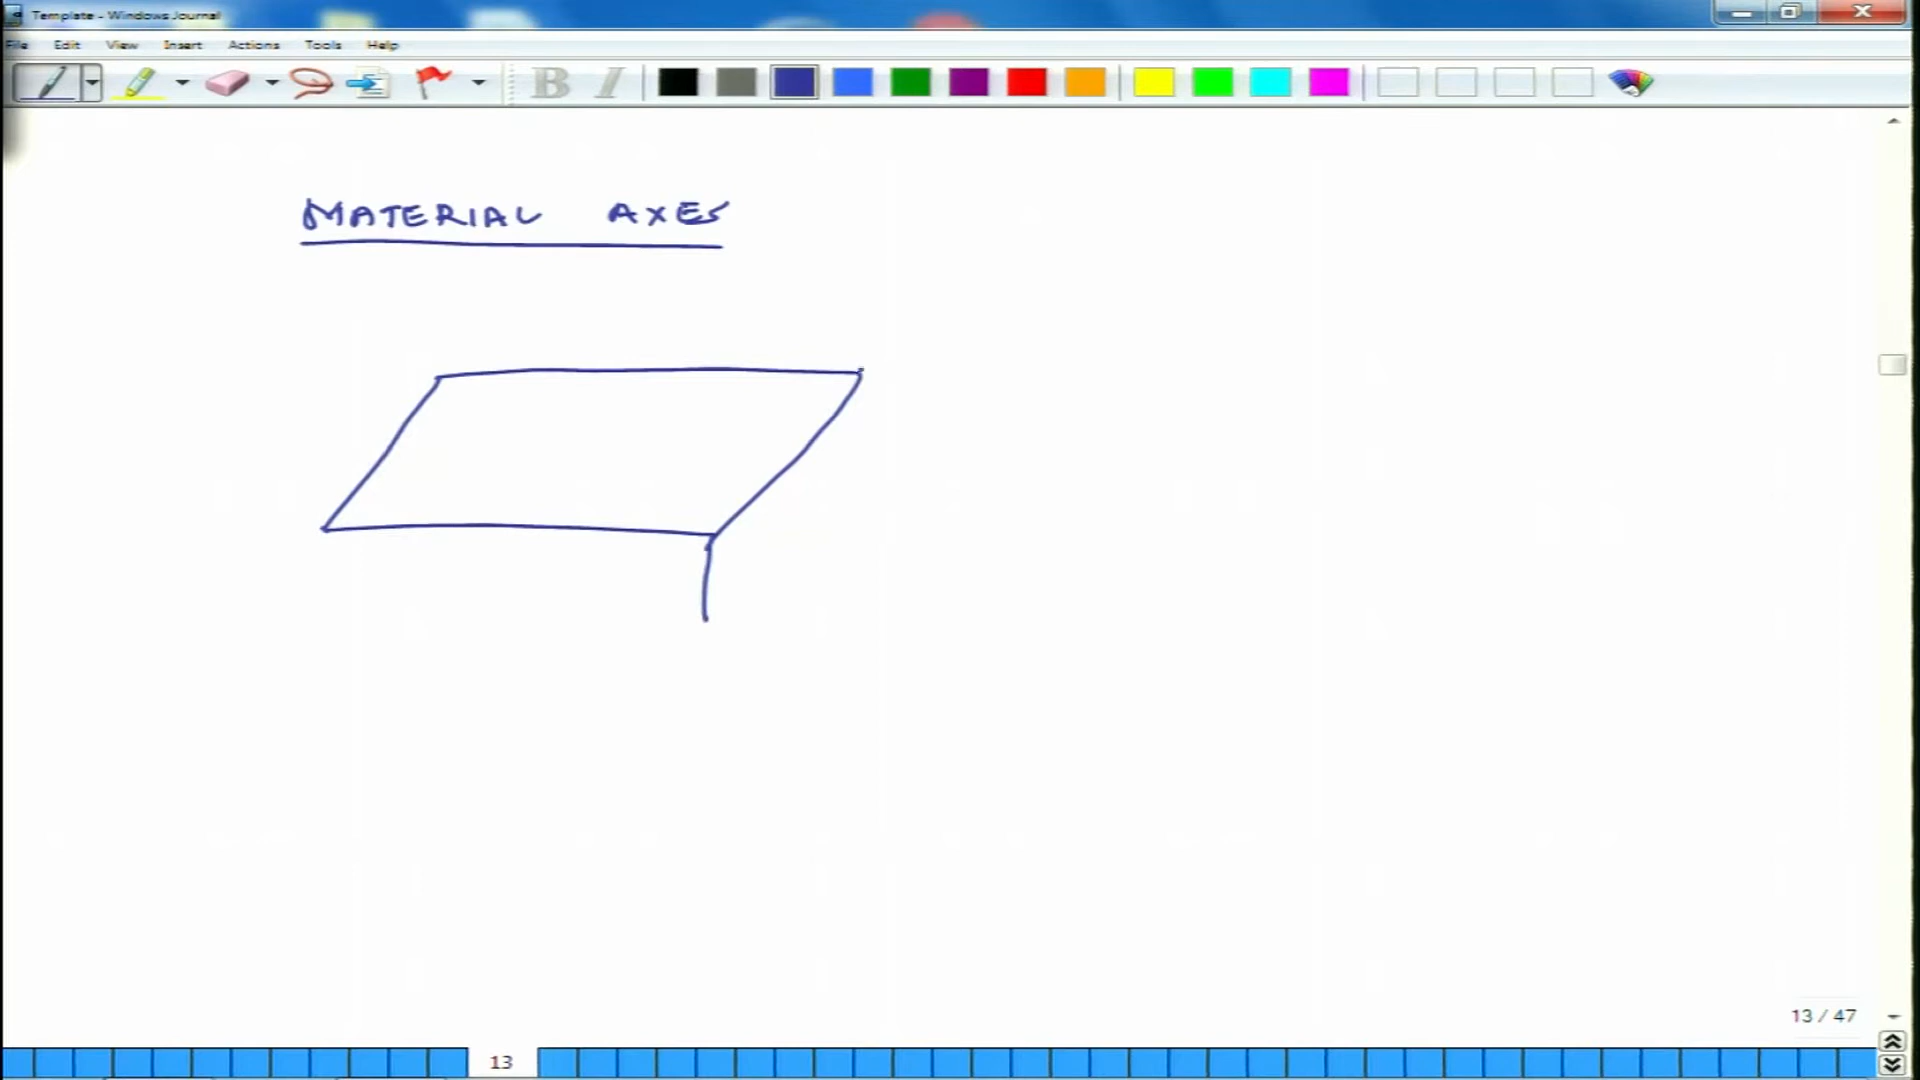 Template - Windows Journal
File Edit View Insert Actions Tools Help
B I
MATERIAL AXES
13 / 47
13